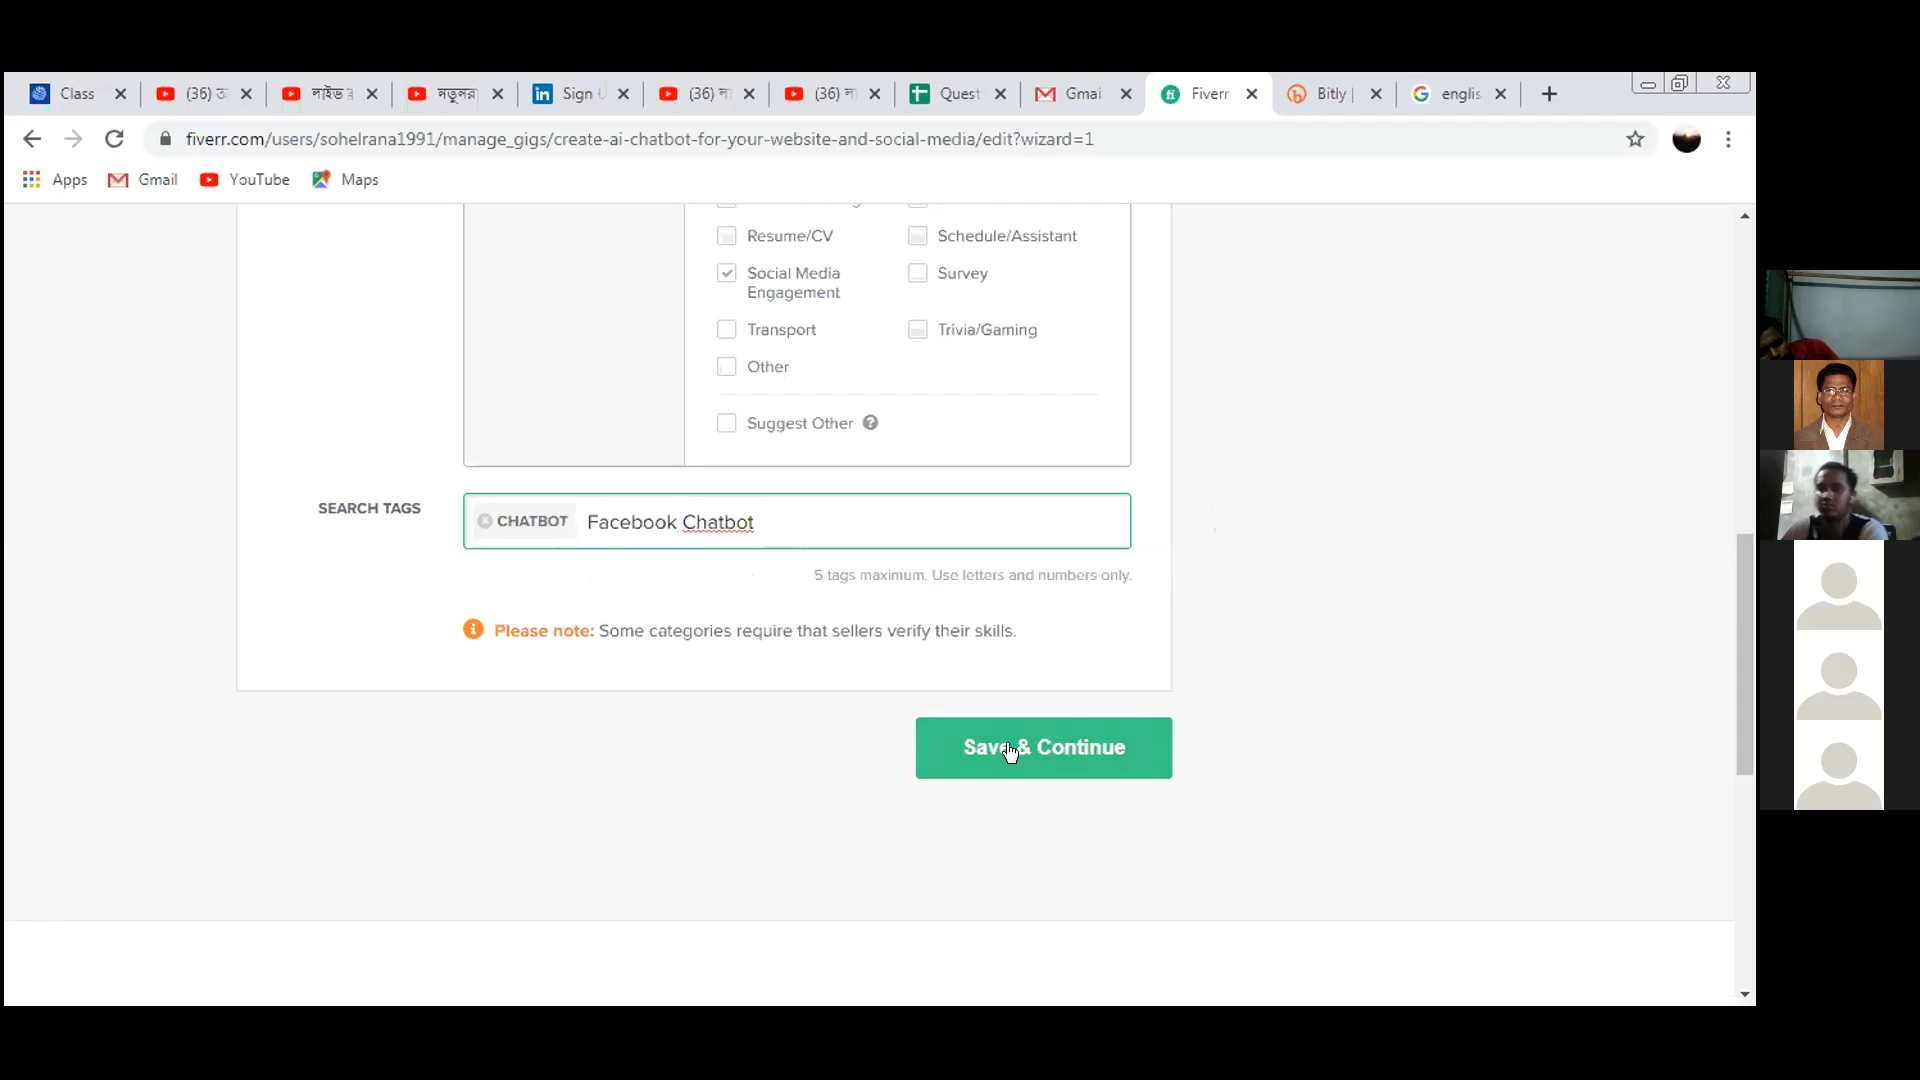 Class
(36) ত
লাইভ ই
নতুনর
Sign U
(36) ল
(36) ল
Quest
Gmai
Fiverr
Bitly |
englis
fiverr.com/users/sohelrana1991/manage_gigs/create-ai-chatbot-for-your-website-and-social-media/edit?wizard=1
Apps
Gmail
YouTube
Maps
Resume/CV
Schedule/Assistant
Social Media
Engagement
Survey
Transport
Trivia/Gaming
Other
Suggest Other
SEARCH TAGS
CHATBOT
Facebook Chatbot
5 tags maximum. Use letters and numbers only.
Please note: Some categories require that sellers verify their skills.
Save & Continue